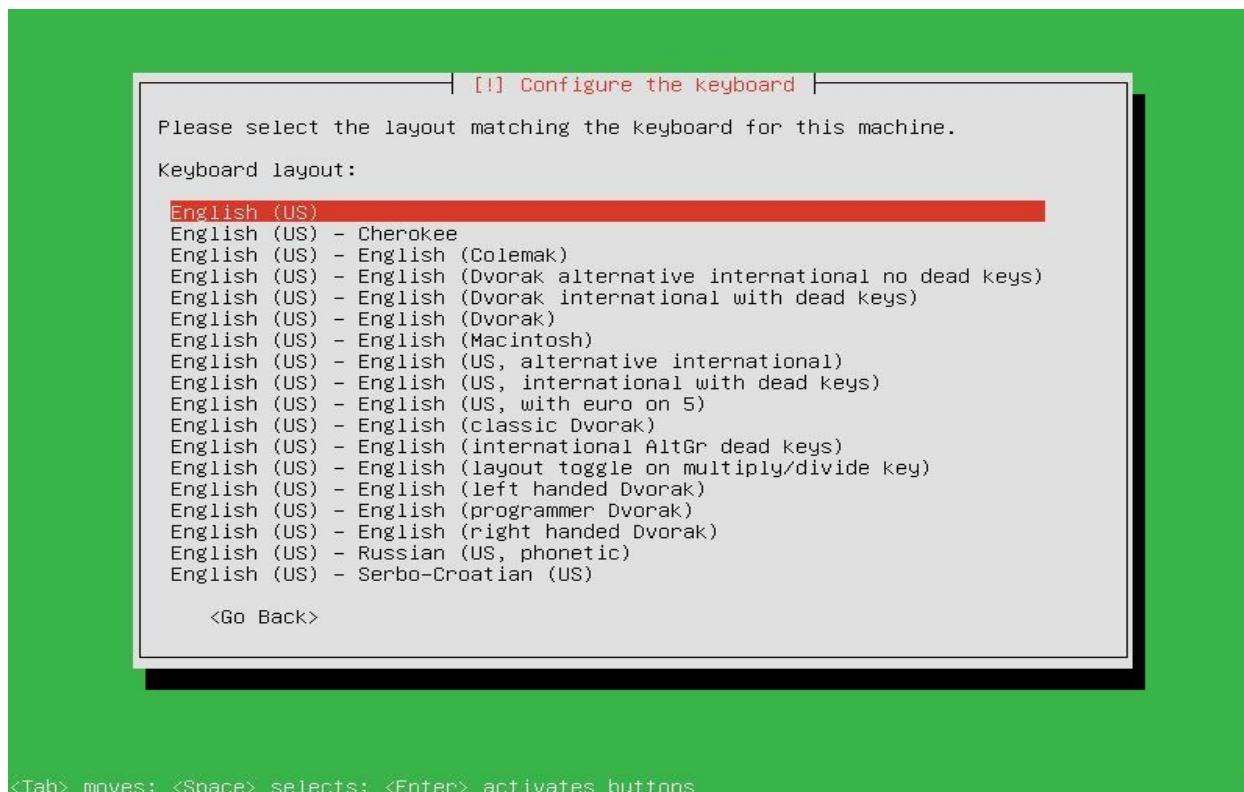 [!] Configure the keyboard
Please select the layout matching the keyboard for this machine.
Keyboard layout:
English (US)
English (US) - Cherokee
English (US) - English (Colemak)
English (US) - English (Dvorak alternative international no dead keys)
English (US) - English (Dvorak international with dead keys)
English (US) - English (Dvorak)
English (US) - English (Macintosh)
English (US) - English (US, alternative international)
English (US) - English (US, international with dead keys)
English (US) - English (US, with euro on 5)
English (US) - English (classic Dvorak)
English (US) - English (international AltGr dead keys)
English (US) - English (layout toggle on multiply/divide key)
English (US) - English (left handed Dvorak)
English (US) - English (programmer Dvorak)
English (US) - English (right handed Dvorak)
English (US) - Russian (US, phonetic)
English (US) - Serbo-Croatian (US)
<Go Back>
<Tab> moves; <Space> selects; <Enter> activates buttons